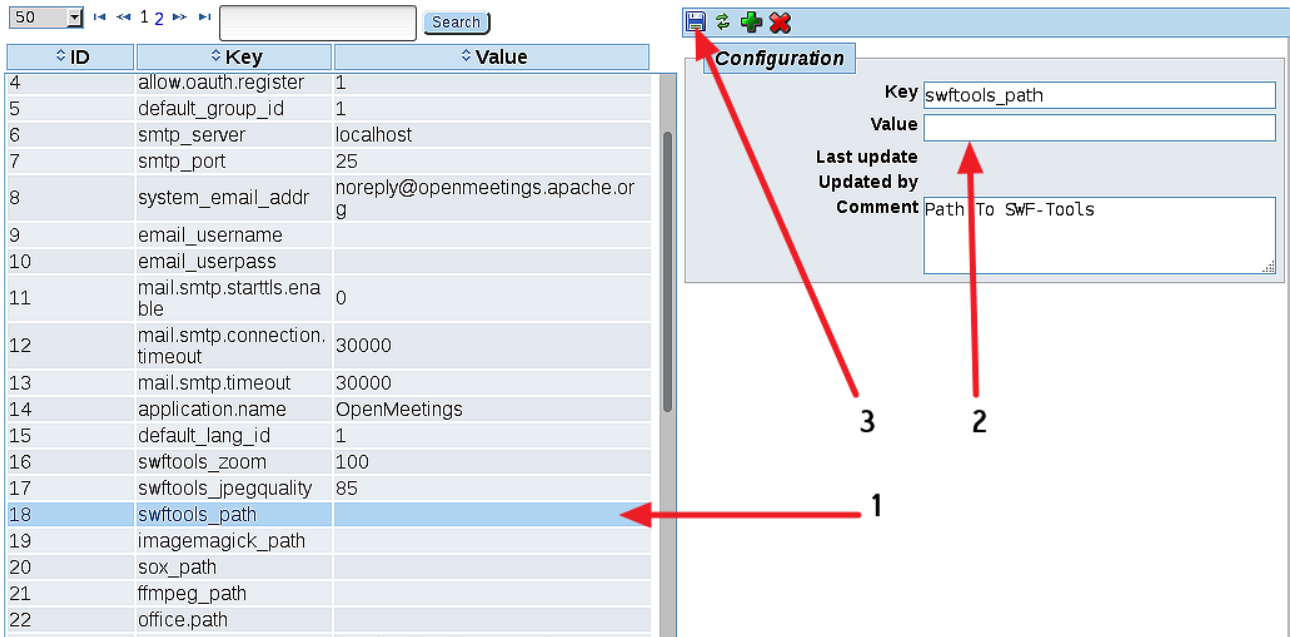 50 1 2 Search
ID Key Value
4 allow.oauth.register 1
5 default_group_id 1
6 smtp_server localhost
7 smtp_port 25
8 system_email_addr noreply@openmeetings.apache.or
g
9 email_username
10 email_userpass
11 mail.smtp.starttls.ena 0
ble
12 mail.smtp.connection. 30000
timeout
13 mail.smtp.timeout 30000
14 application.name OpenMeetings
15 default_lang_id 1
16 swftools_zoom 100
17 swftools_jpegquality 85
18 swftools_path
19 imagemagick_path
20 sox_path
21 ffmpeg_path
22 office.path
Configuration
Key swftools_path
Value
Last update
Updated by
Comment Path To SWF-Tools
3 2
1